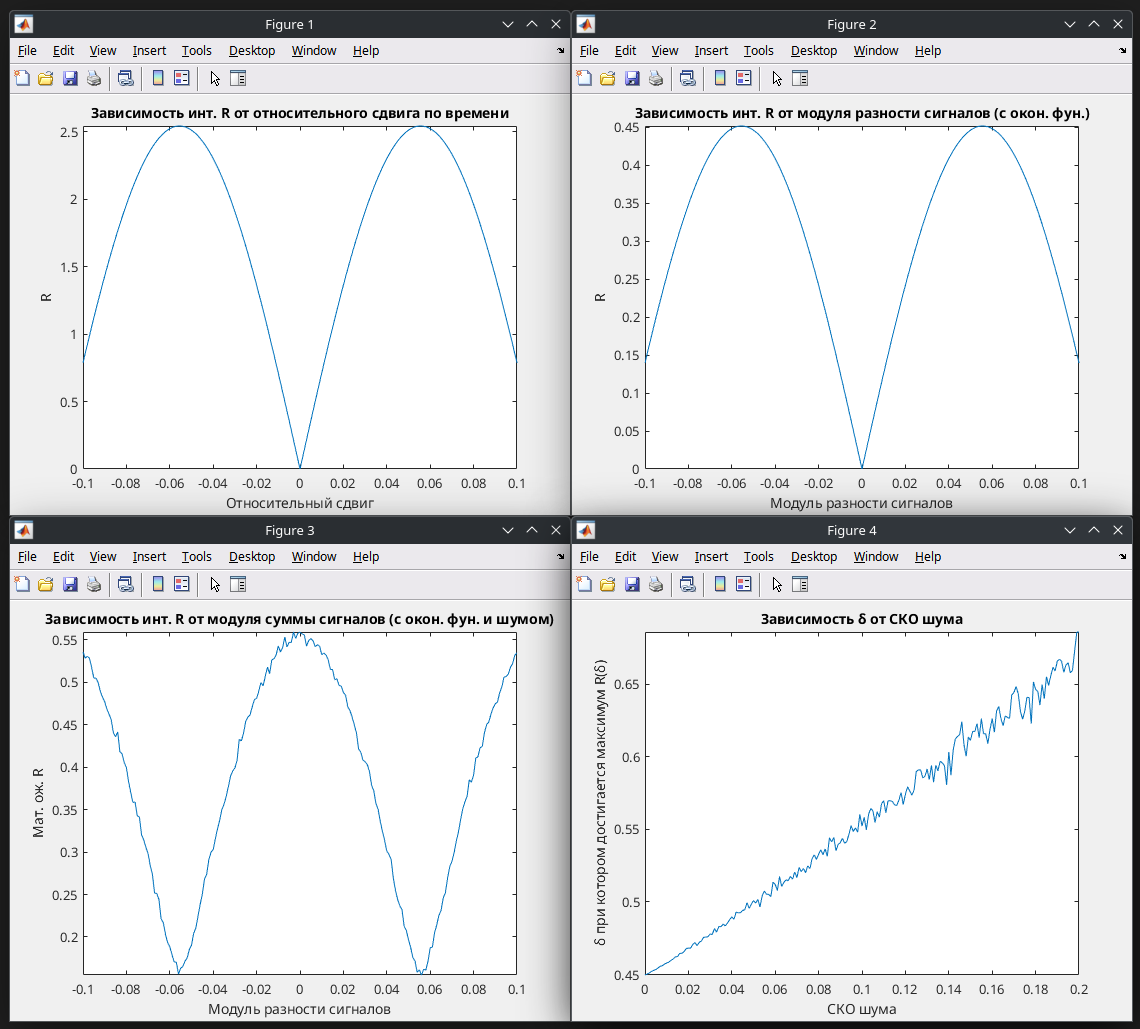 Figure 1
File Edit View Insert Tools Desktop Window Help
Зависимость инт. R от относительного сдвига по времени
2.5
2
1.5
1
0.5
0
R
-0.1 -0.08 -0.06 -0.04 -0.02 0 0.02 0.04 0.06 0.08 0.1
Относительный сдвиг
Figure 2
File Edit View Insert Tools Desktop Window Help
Зависимость инт. R от модуля разности сигналов (с окон. фун.)
0.45
0.4
0.35
0.3
0.25
0.2
0.15
0.1
0.05
0
R
-0.1 -0.08 -0.06 -0.04 -0.02 0 0.02 0.04 0.06 0.08 0.1
Модуль разности сигналов
Figure 3
File Edit View Insert Tools Desktop Window Help
Зависимость инт. R от модуля суммы сигналов (с окон. фун. и шумом)
0.55
0.5
0.45
0.4
0.35
0.3
0.25
0.2
Мат. ож. R
-0.1 -0.08 -0.06 -0.04 -0.02 0 0.02 0.04 0.06 0.08 0.1
Модуль разности сигналов
Figure 4
File Edit View Insert Tools Desktop Window Help
Зависимость δ от СКО шума
0.65
0.6
0.55
0.5
0.45
δ при котором достигается максимум R(δ)
0 0.02 0.04 0.06 0.08 0.1 0.12 0.14 0.16 0.18 0.2
СКО шума